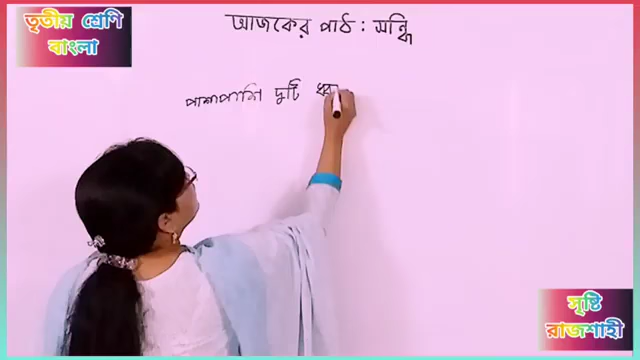 তৃতীয় শ্রেণি
বাংলা
আজকের পাঠ : সন্ধি
পাশাপাশি দুটি
সৃষ্টি
রাজশাহী